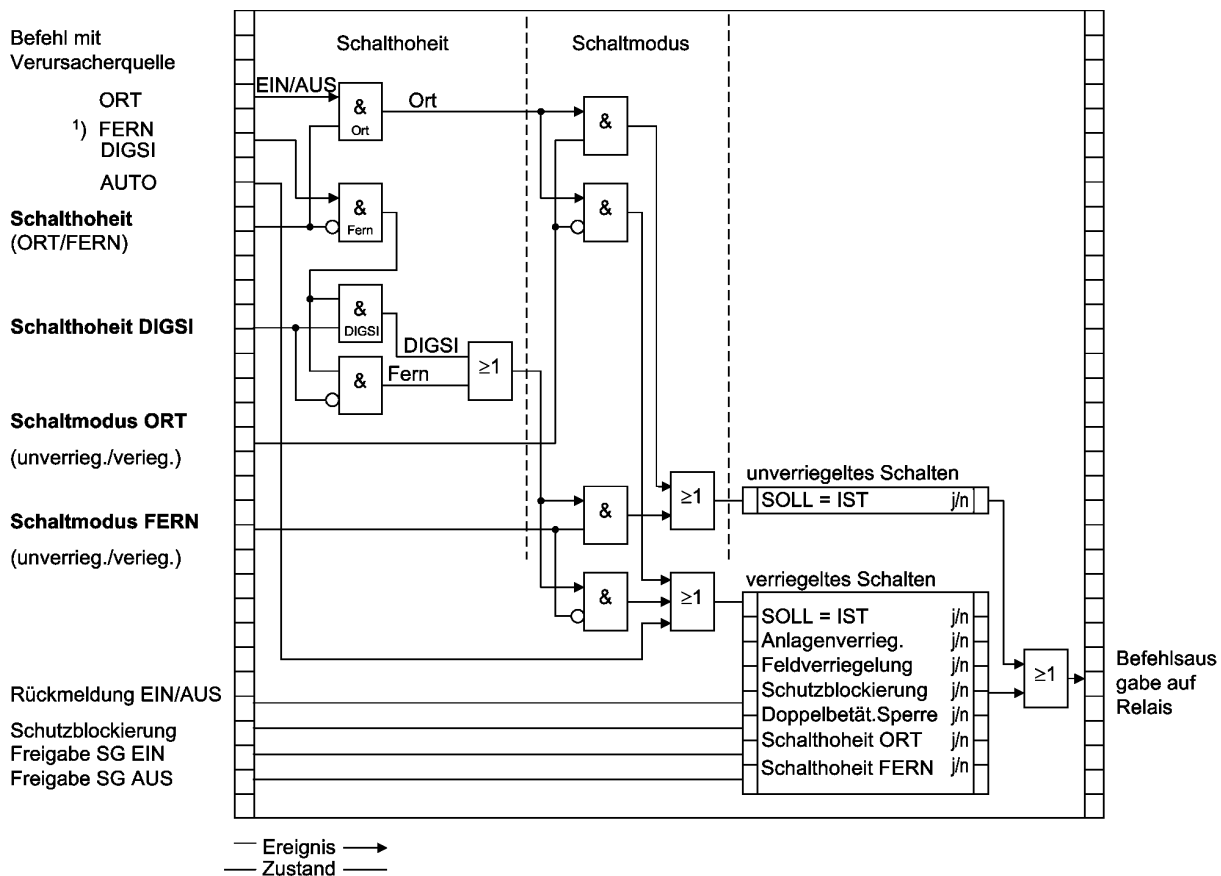 Befehl mit
Verursacherquelle
ORT
¹) FERN
DIGSI
AUTO
Schalthoheit
(ORT/FERN)
Schalthoheit DIGSI
Schaltmodus ORT
(unverrieg./verieg.)
Schaltmodus FERN
(unverrieg./verieg.)
Rückmeldung EIN/AUS
Schutzblockierung
Freigabe SG EIN
Freigabe SG AUS
Schalthoheit
Schaltmodus
EIN/AUS
&
Ort
Ort
&
Fern
&
DIGSI
DIGSI
&
Fern
≥1
&
&
&
&
≥1
≥1
unverriegeltes Schalten
SOLL = IST j/n
verriegeltes Schalten
SOLL = IST j/n
Anlagenverrieg. j/n
Feldverriegelung j/n
Schutzblockierung j/n
Doppelbetät.Sperre j/n
Schalthoheit ORT j/n
Schalthoheit FERN j/n
≥1
Befehlsaus
gabe auf
Relais
Ereignis
Zustand